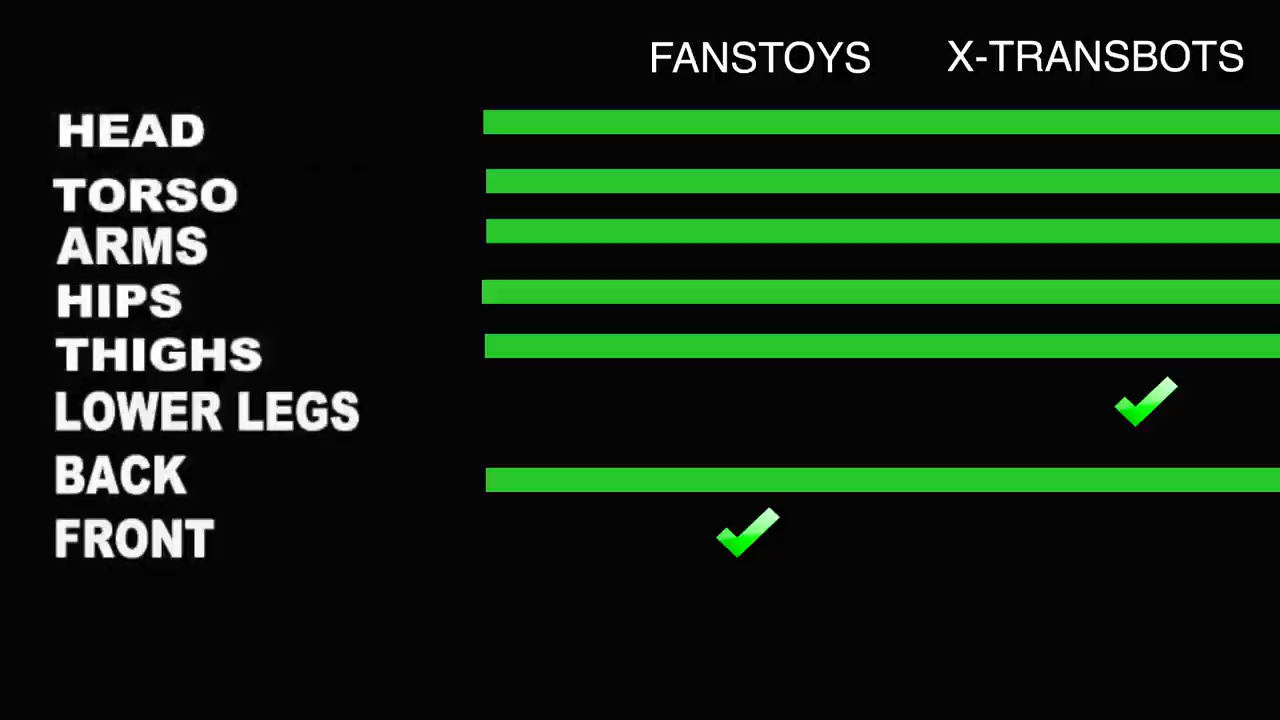 FANSTOYS X-TRANSBOTS
HEAD
TORSO
ARMS
HIPS
THIGHS
LOWER LEGS
BACK
FRONT